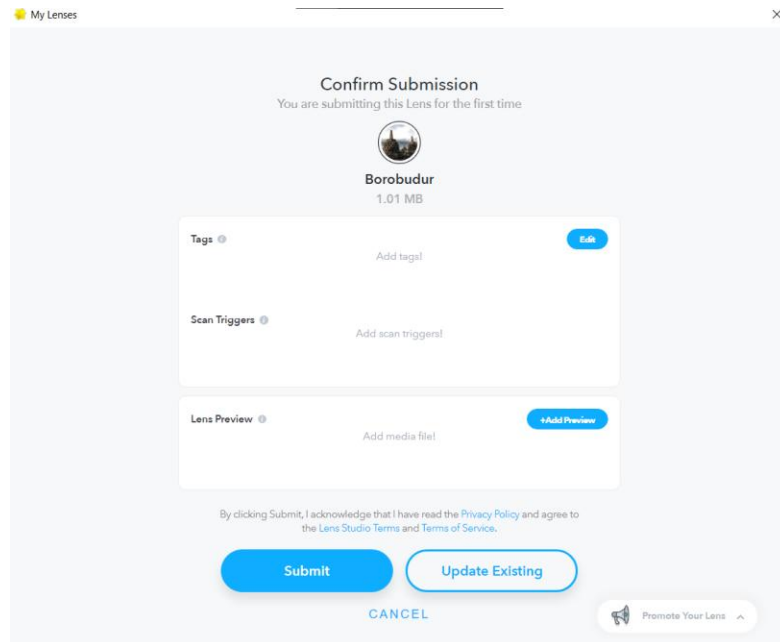 My Lenses
Confirm Submission
You are submitting this Lens for the first time
Borobudur
1.01 MB
Tags
Edit
Add tags!
Scan Triggers
Add scan triggers!
Lens Preview
+Add Preview
Add media file!
By clicking Submit, I acknowledge that I have read the Privacy Policy and agree to
the Lens Studio Terms and Terms of Service.
Submit
Update Existing
CANCEL
Promote Your Lens